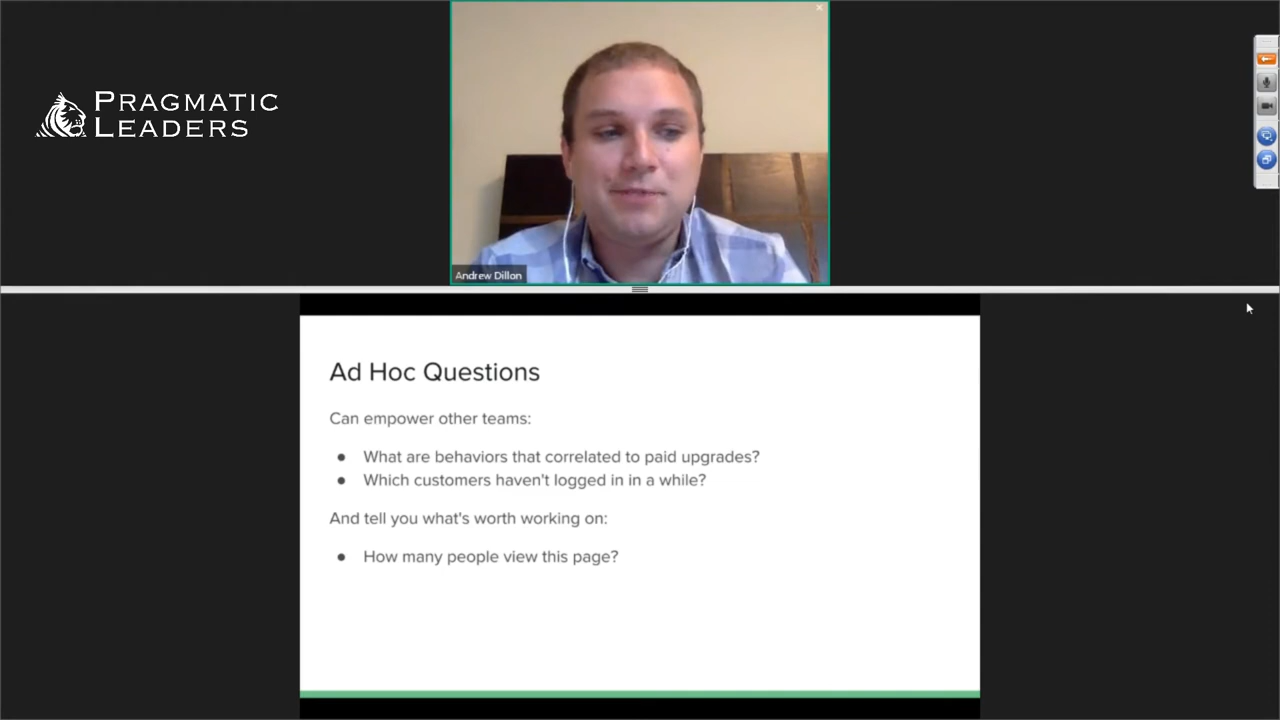 PRAGMATIC
LEADERS
Andrew Dillon
Ad Hoc Questions
Can empower other teams:
● What are behaviors that correlated to paid upgrades?
● Which customers haven't logged in in a while?
And tell you what's worth working on:
● How many people view this page?